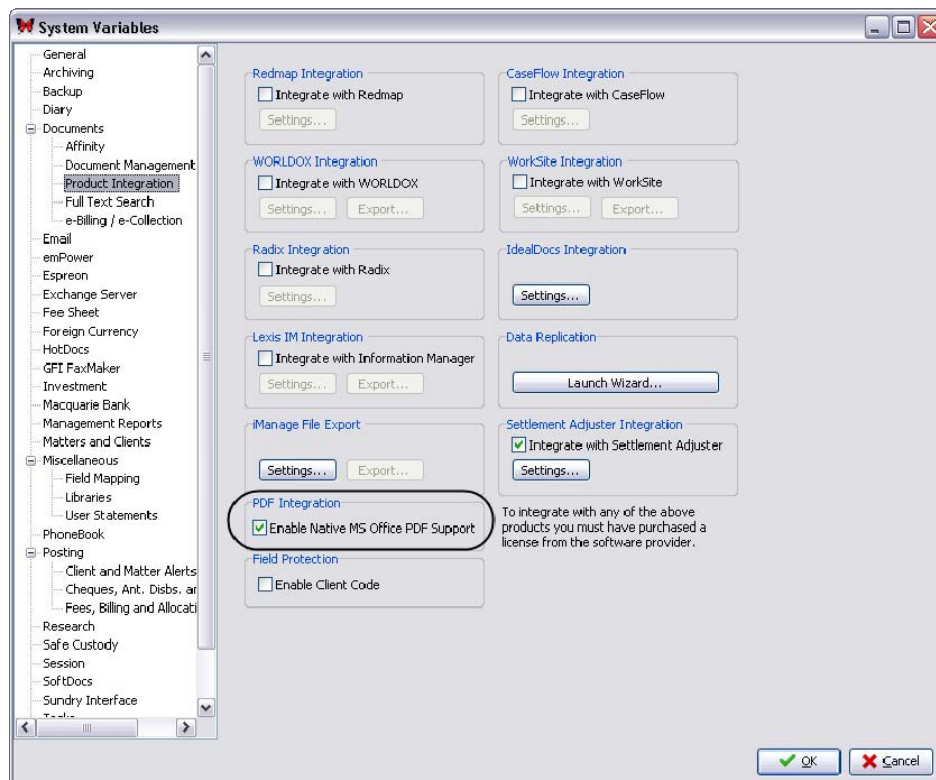 System Variables
General
Archiving
Backup
Diary
Documents
Affinity
Document Management
Product Integration
Full Text Search
e-Billing / e-Collection
Email
emPower
Espreon
Exchange Server
Fee Sheet
Foreign Currency
HotDocs
GFI FaxMaker
Investment
Macquarie Bank
Management Reports
Matters and Clients
Miscellaneous
Field Mapping
Libraries
User Statements
PhoneBook
Posting
Client and Matter Alerts
Cheques, Ant. Disbs. ar
Fees, Billing and Allocati
Research
Safe Custody
Session
SoftDocs
Sundry Interface
Redmap Integration
Integrate with Redmap
Settings...
CaseFlow Integration
Integrate with CaseFlow
Settings...
WORLDOX Integration
Integrate with WORLDOX
Settings... Export...
WorkSite Integration
Integrate with WorkSite
Settings... Export...
Radix Integration
Integrate with Radix
Settings...
IdealDocs Integration
Settings...
Lexis IM Integration
Integrate with Information Manager
Settings... Export...
Data Replication
Launch Wizard...
iManage File Export
Settings... Export...
Settlement Adjuster Integration
Integrate with Settlement Adjuster
Settings...
PDF Integration
Enable Native MS Office PDF Support
To integrate with any of the above
products you must have purchased a
license from the software provider.
Field Protection
Enable Client Code
OK Cancel